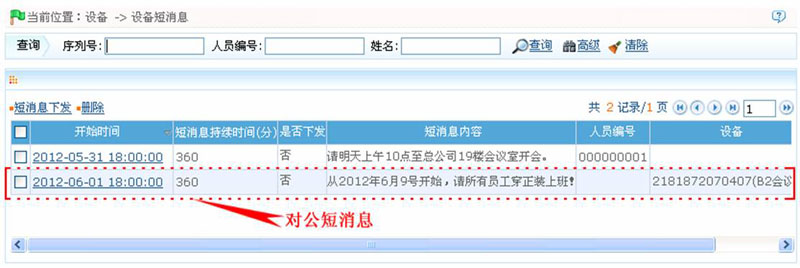 当前位置：设备 -> 设备短消息
查询 序列号: 人员编号: 姓名: 查询 高级 清除
短消息下发 删除 共 2 记录/1 页 1
开始时间 短消息持续时间(分) 是否下发 短消息内容 人员编号 设备
2012-05-31 18:00:00 360 否 请明天上午10点至总公司19楼会议室开会。 000000001
2012-06-01 18:00:00 360 否 从2012年6月9号开始，请所有员工穿正装上班! 2181872070407(B2会议
对公短消息